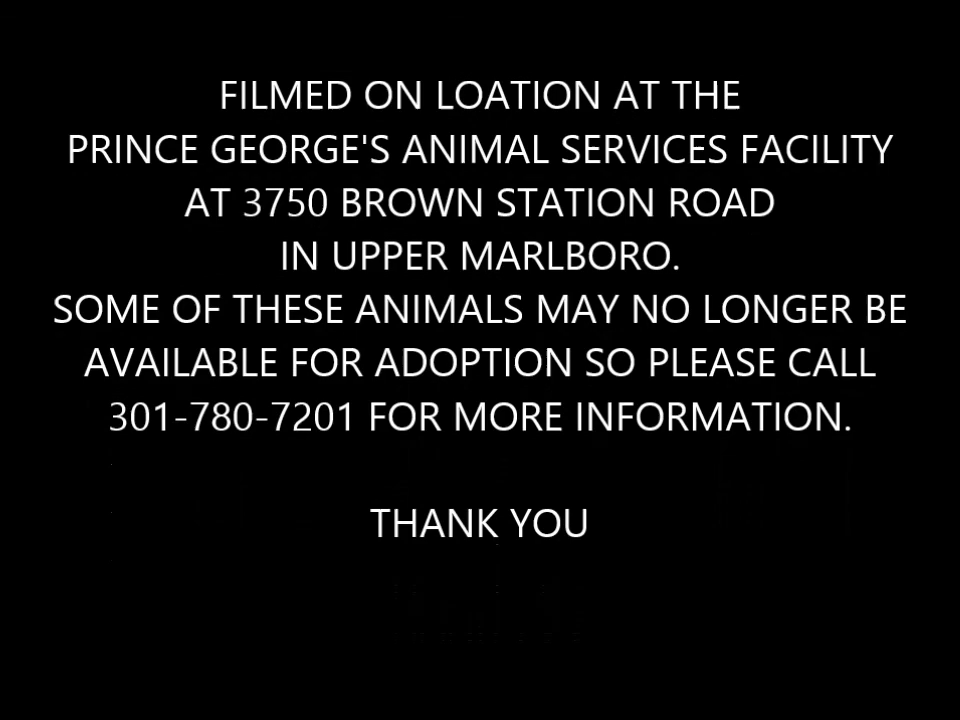 FILMED ON LOATION AT THE
PRINCE GEORGE'S ANIMAL SERVICES FACILITY
AT 3750 BROWN STATION ROAD
IN UPPER MARLBORO.
SOME OF THESE ANIMALS MAY NO LONGER BE
AVAILABLE FOR ADOPTION SO PLEASE CALL
301-780-7201 FOR MORE INFORMATION.
THANK YOU